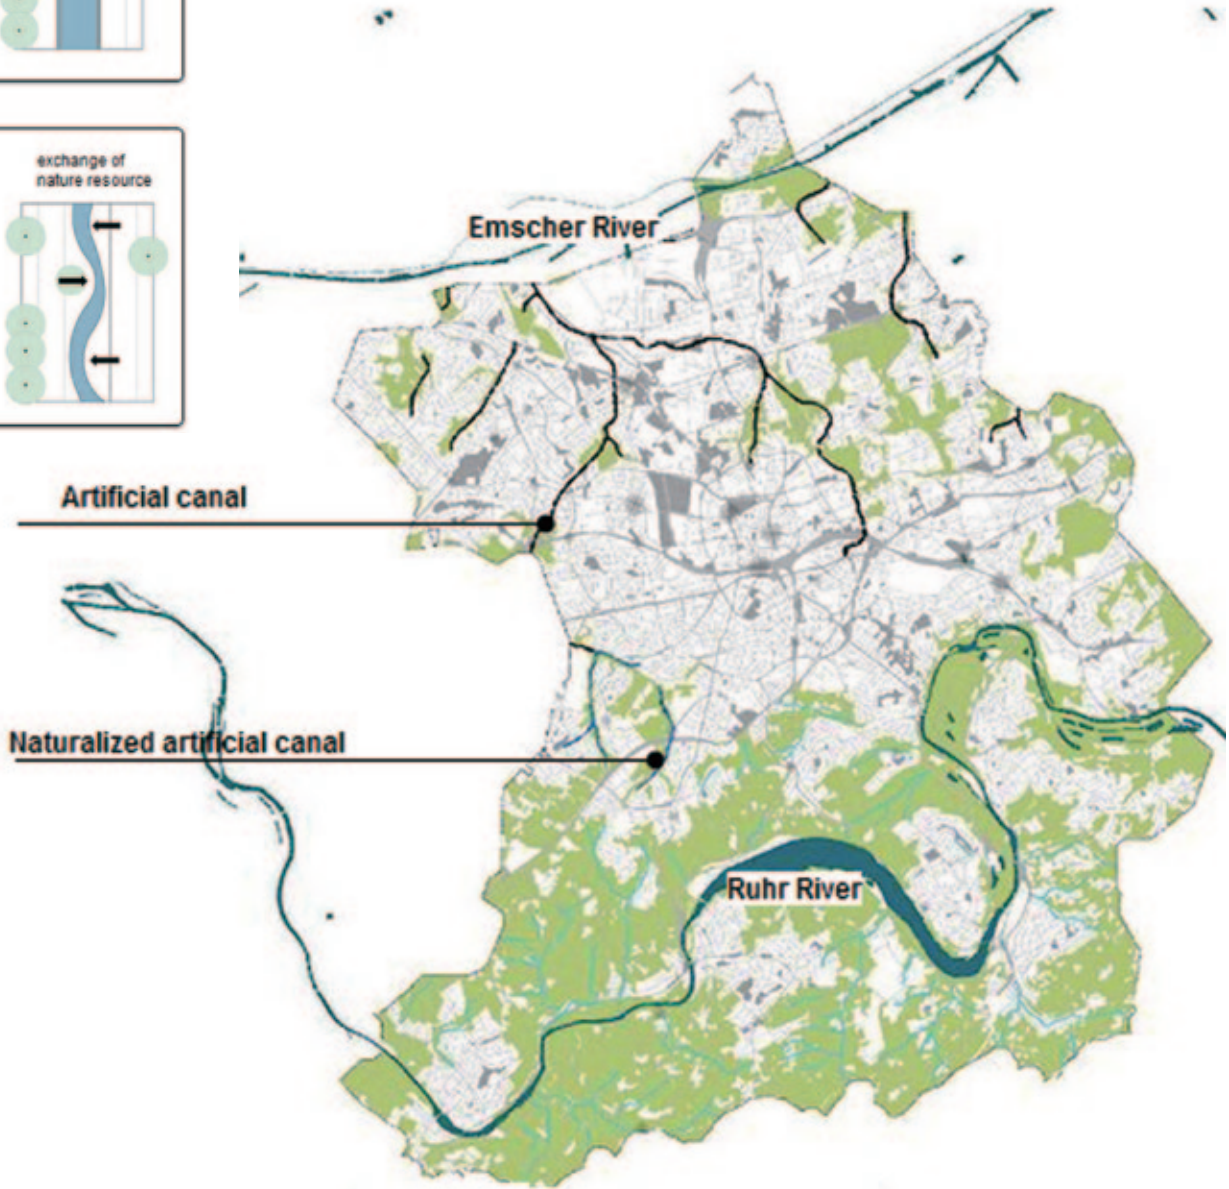 exchange of
nature resource
Emscher River
Artificial canal
Naturalized artificial canal
Ruhr River